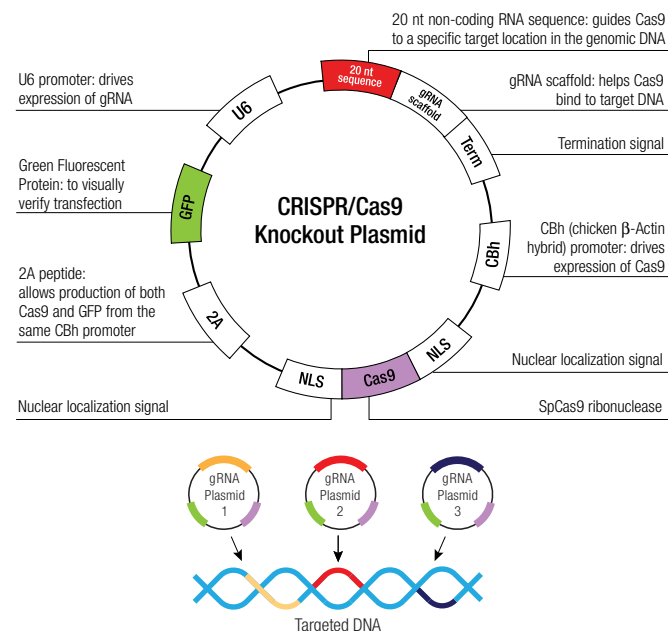 20 nt non-coding RNA sequence: guides Cas9
to a specific target location in the genomic DNA
U6 promoter: drives
expression of gRNA
20 nt
sequence
gRNA
scaffold
gRNA scaffold: helps Cas9
bind to target DNA
U6
Term
Termination signal
Green Fluorescent
Protein: to visually
verify transfection
GFP
CRISPR/Cas9
Knockout Plasmid
CBh
CBh (chicken β-Actin
hybrid) promoter: drives
expression of Cas9
2A peptide:
allows production of both
Cas9 and GFP from the
same CBh promoter
2A
NLS
Cas9
NLS
Nuclear localization signal
Nuclear localization signal
SpCas9 ribonuclease
gRNA
Plasmid
1
gRNA
Plasmid
2
gRNA
Plasmid
3
Targeted DNA